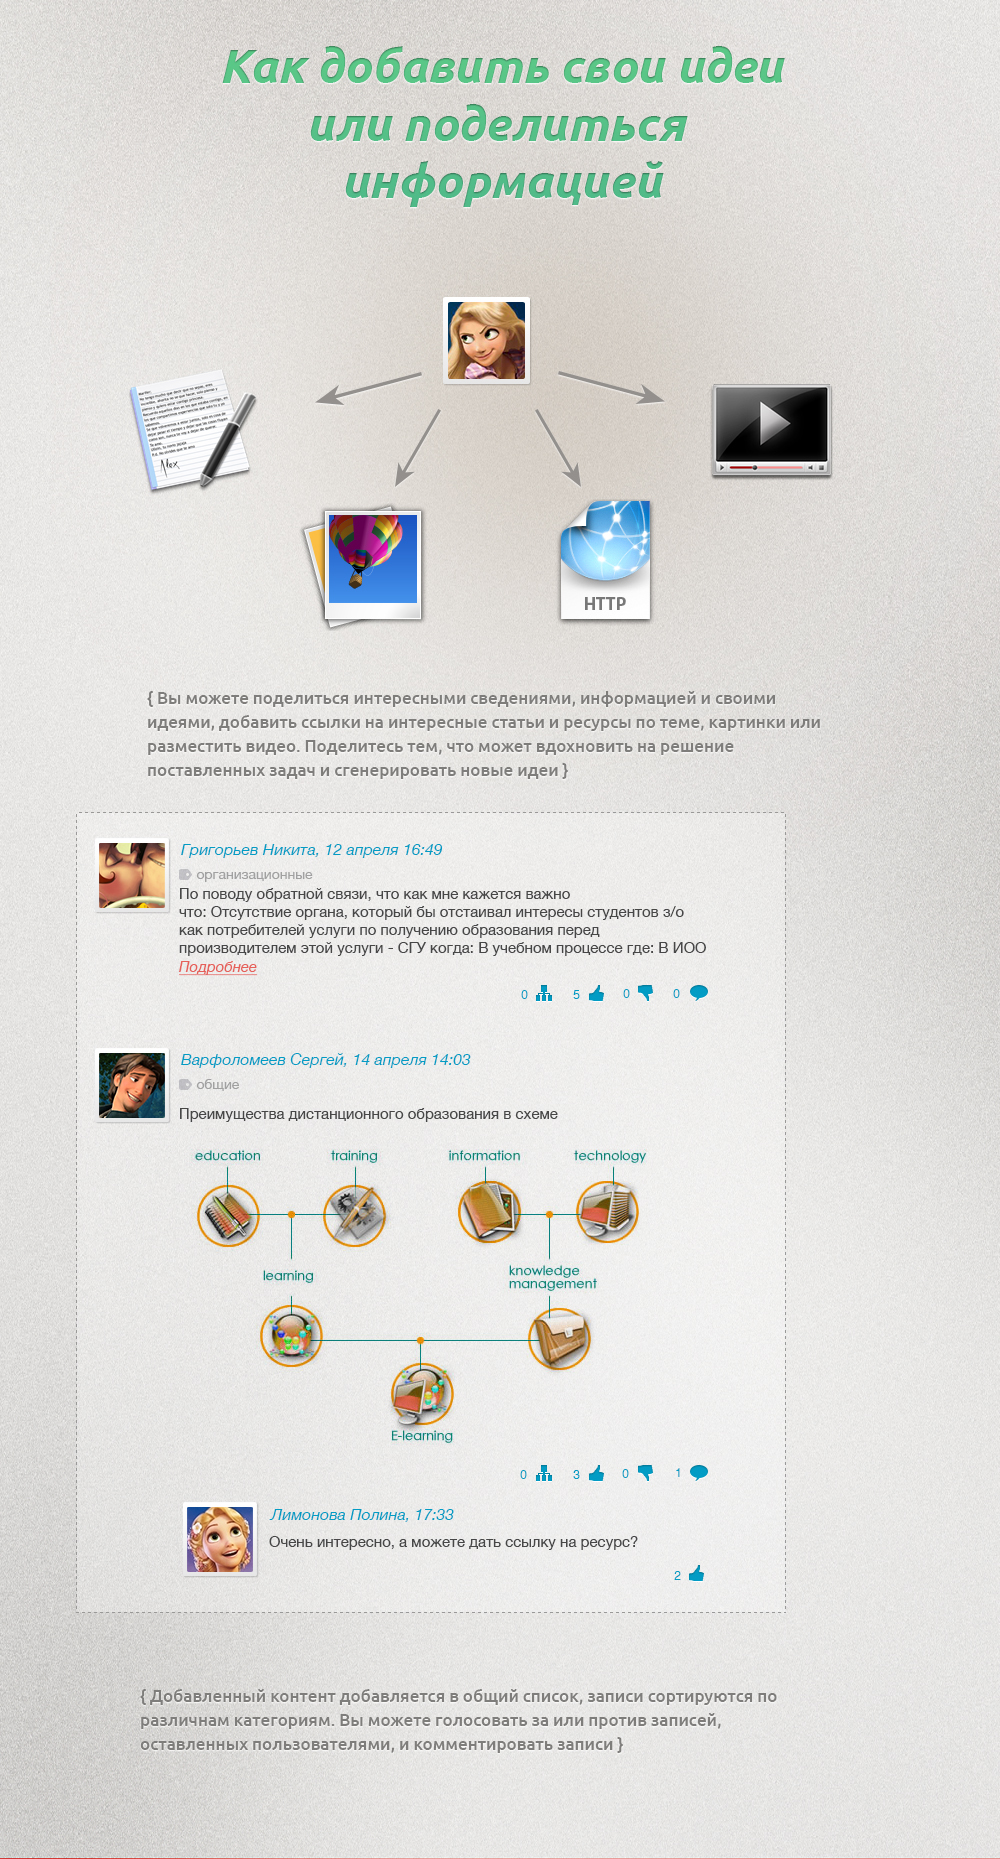 Как добавить свои идеи
или поделиться
информацией
Alex
HTTP
{ Вы можете поделиться интересными сведениями, информацией и своими
идеями, добавить ссылки на интересные статьи и ресурсы по теме, картинки или
разместить видео. Поделитесь тем, что может вдохновить на решение
поставленных задач и сгенерировать новые идеи }
Григорьев Никита, 12 апреля 16:49
организационные
По поводу обратной связи, что как мне кажется важно
что: Отсутствие органа, который бы отстаивал интересы студентов з/о
как потребителей услуги по получению образования перед
производителем этой услуги - СГУ когда: В учебном процессе где: В ИОО
Подробнее
0 5 0 0
Варфоломеев Сергей, 14 апреля 14:03
общие
Преимущества дистанционного образования в схеме
education training information technology
learning
knowledge
management
E-learning
0 3 0 1
Лимонова Полина, 17:33
Очень интересно, а можете дать ссылку на ресурс?
2
{ Добавленный контент добавляется в общий список, записи сортируются по
различнам категориям. Вы можете голосовать за или против записей,
оставленных пользователями, и комментировать записи }